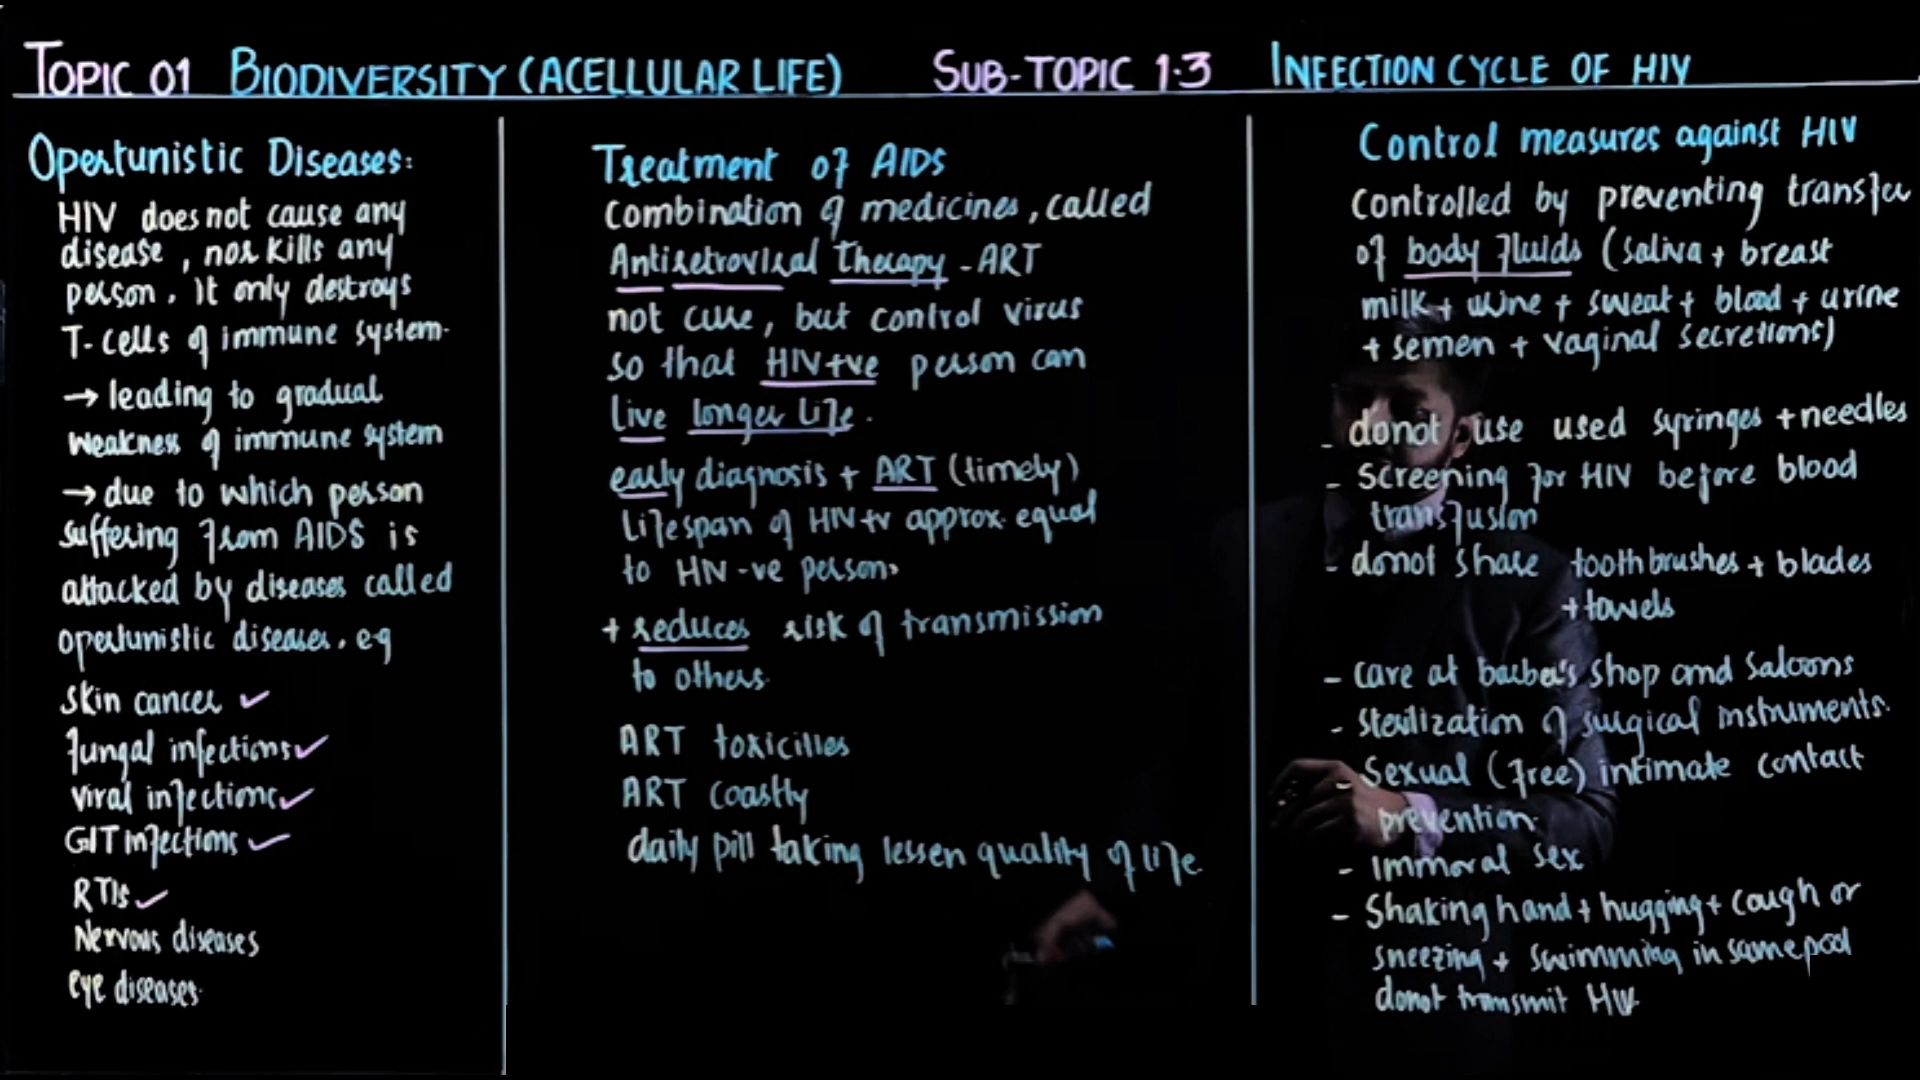 TOPIC 01 BIODIVERSITY (ACELLULAR LIFE) SUB-TOPIC 1.3 INFECTION CYCLE OF HIV
Opertunistic Diseases:
HIV does not cause any
disease, nor kills any
person, it only destroys
T-cells of immune system.
→ leading to gradual
weakness of immune system
→ due to which person
suffering from AIDS is
attacked by diseases called
opertunistic diseases. eg
Skin cancer ✓
fungal infections ✓
viral infections ✓
GIT infections ✓
RTIs ✓
Nervous diseases
eye diseases.
Treatment of AIDS
Combination of medicines, called
Antiretroviral Therapy - ART
not cure, but control virus
so that HIV+ve person can
live longer life.
early diagnosis + ART (timely)
lifespan of HIV+v approx. equal
to HIV-ve person.
+ reduces risk of transmission
to others.
ART toxicities
ART coastly
daily pill taking lessen quality of life.
Control measures against HIV
Controlled by preventing transfer
of body fluids (saliva + breast
milk + urine + sweat + blood + urine
+ semen + vaginal secretions)
- donot use used syringes + needles
- Screening for HIV before blood
transfusion
- donot share toothbrushes + blades
+ towels
- care at barber's shop and Saloons
- Sterilization of surgical instruments.
- Sexual (free) intimate contact
prevention.
- Immoral sex
- Shaking hand + hugging + cough or
sneezing + swimming in same pool
donot transmit HIV.